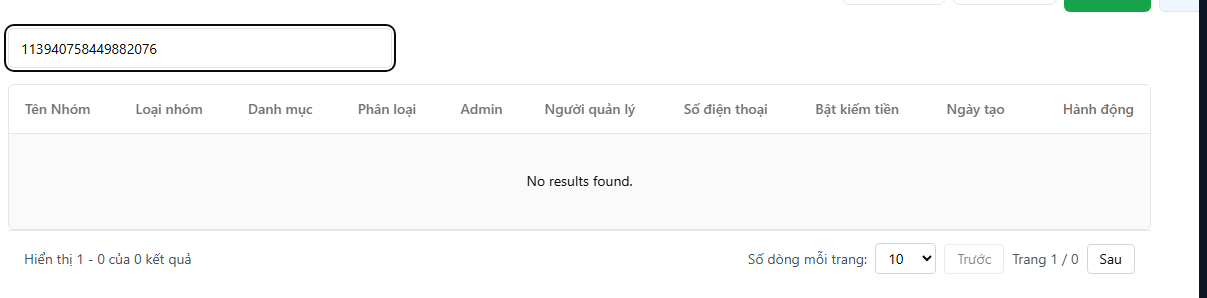 113940758449882076
Tên Nhóm Loại nhóm Danh mục Phân loại Admin Người quản lý Số điện thoại Bật kiếm tiền Ngày tạo Hành động
No results found.
Hiển thị 1 - 0 của 0 kết quả Số dòng mỗi trang: 10 Trước Trang 1 / 0 Sau